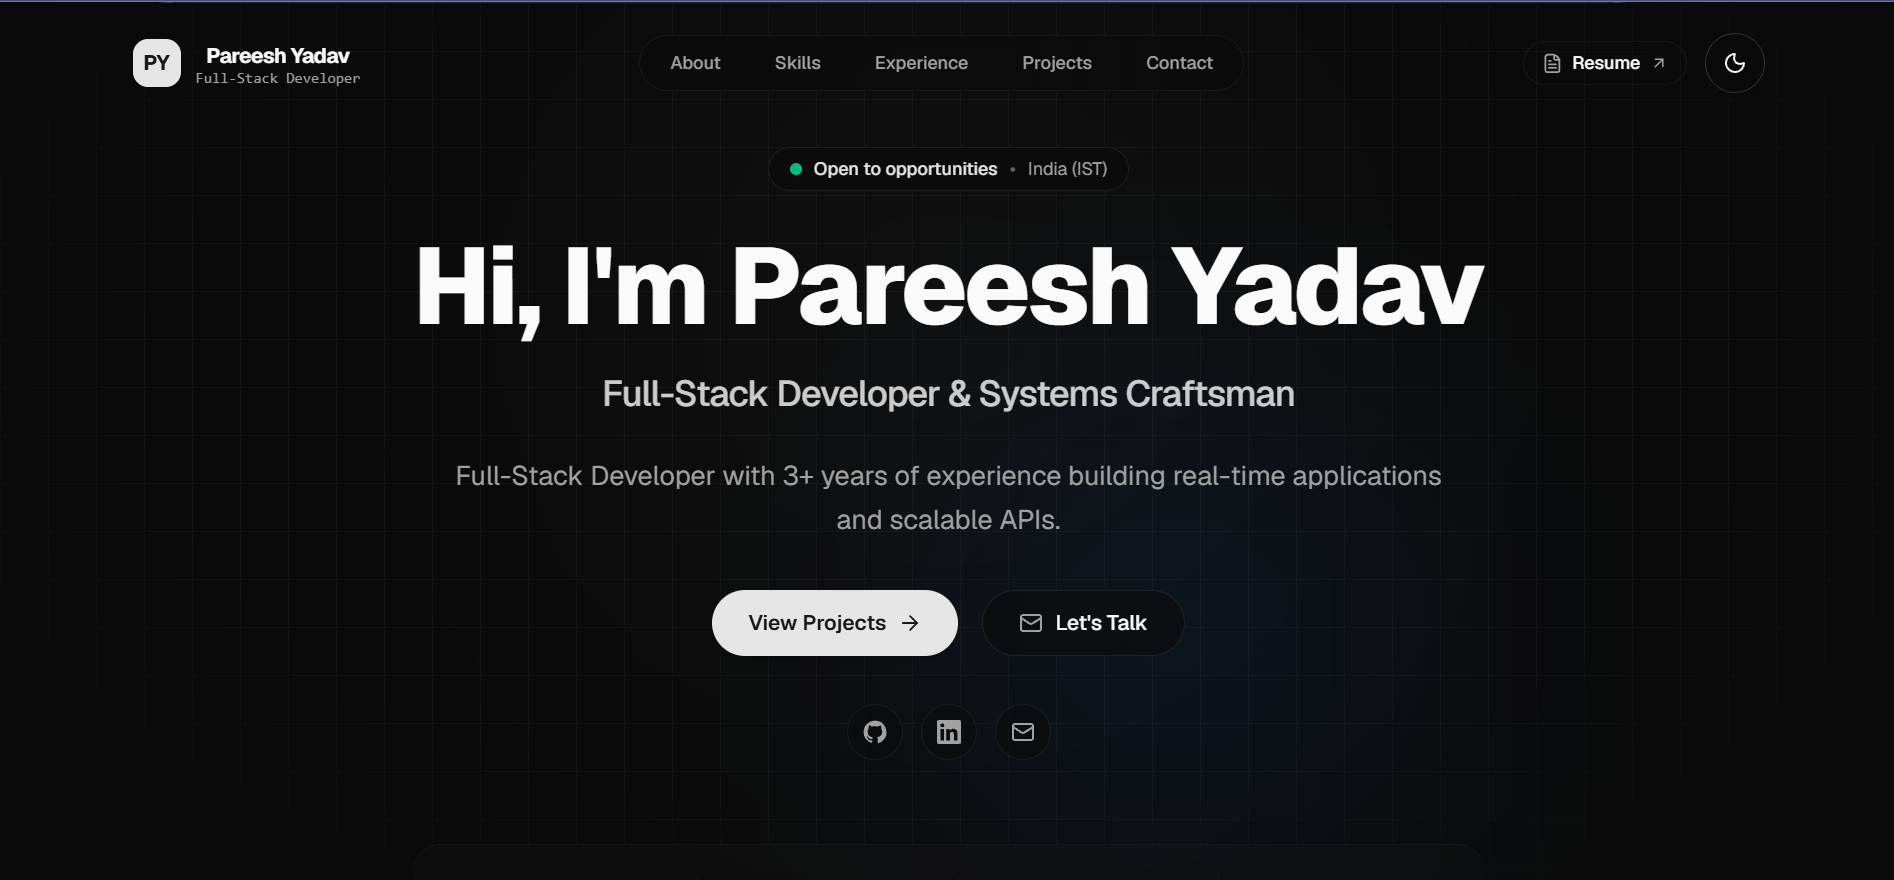 PY
Pareesh Yadav
Full-Stack Developer
About
Skills
Experience
Projects
Contact
Resume
Open to opportunities • India (IST)
Hi, I'm Pareesh Yadav
Full-Stack Developer & Systems Craftsman
Full-Stack Developer with 3+ years of experience building real-time applications
and scalable APIs.
View Projects
Let's Talk
in